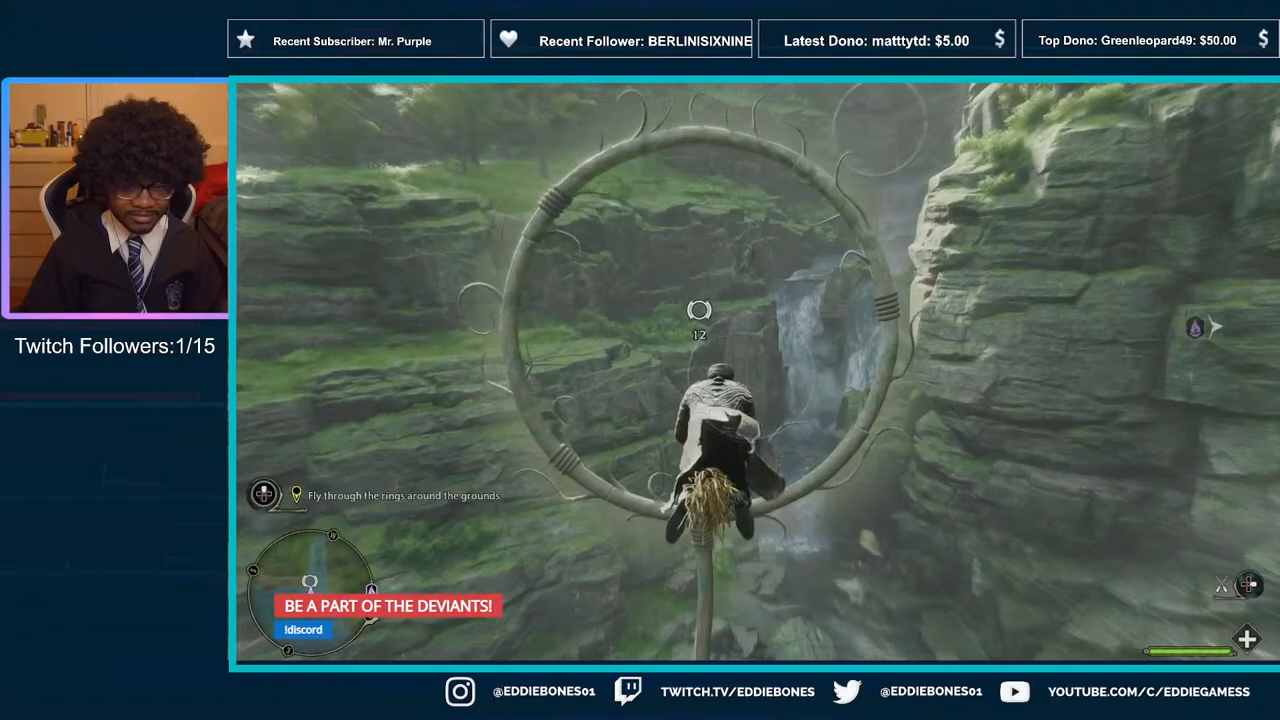 Recent Subscriber: Mr. Purple
Recent Follower: BERLINISIXNINE
Latest Dono: matttytd: $5.00 $
Top Dono: Greenleopard49: $50.00 $
Twitch Followers:1/15
12
Fly through the rings around the grounds
BE A PART OF THE DEVIANTS!
!discord
@EDDIEBONES01
TWITCH.TV/EDDIEBONES
@EDDIEBONES01
YOUTUBE.COM/C/EDDIEGAMESS